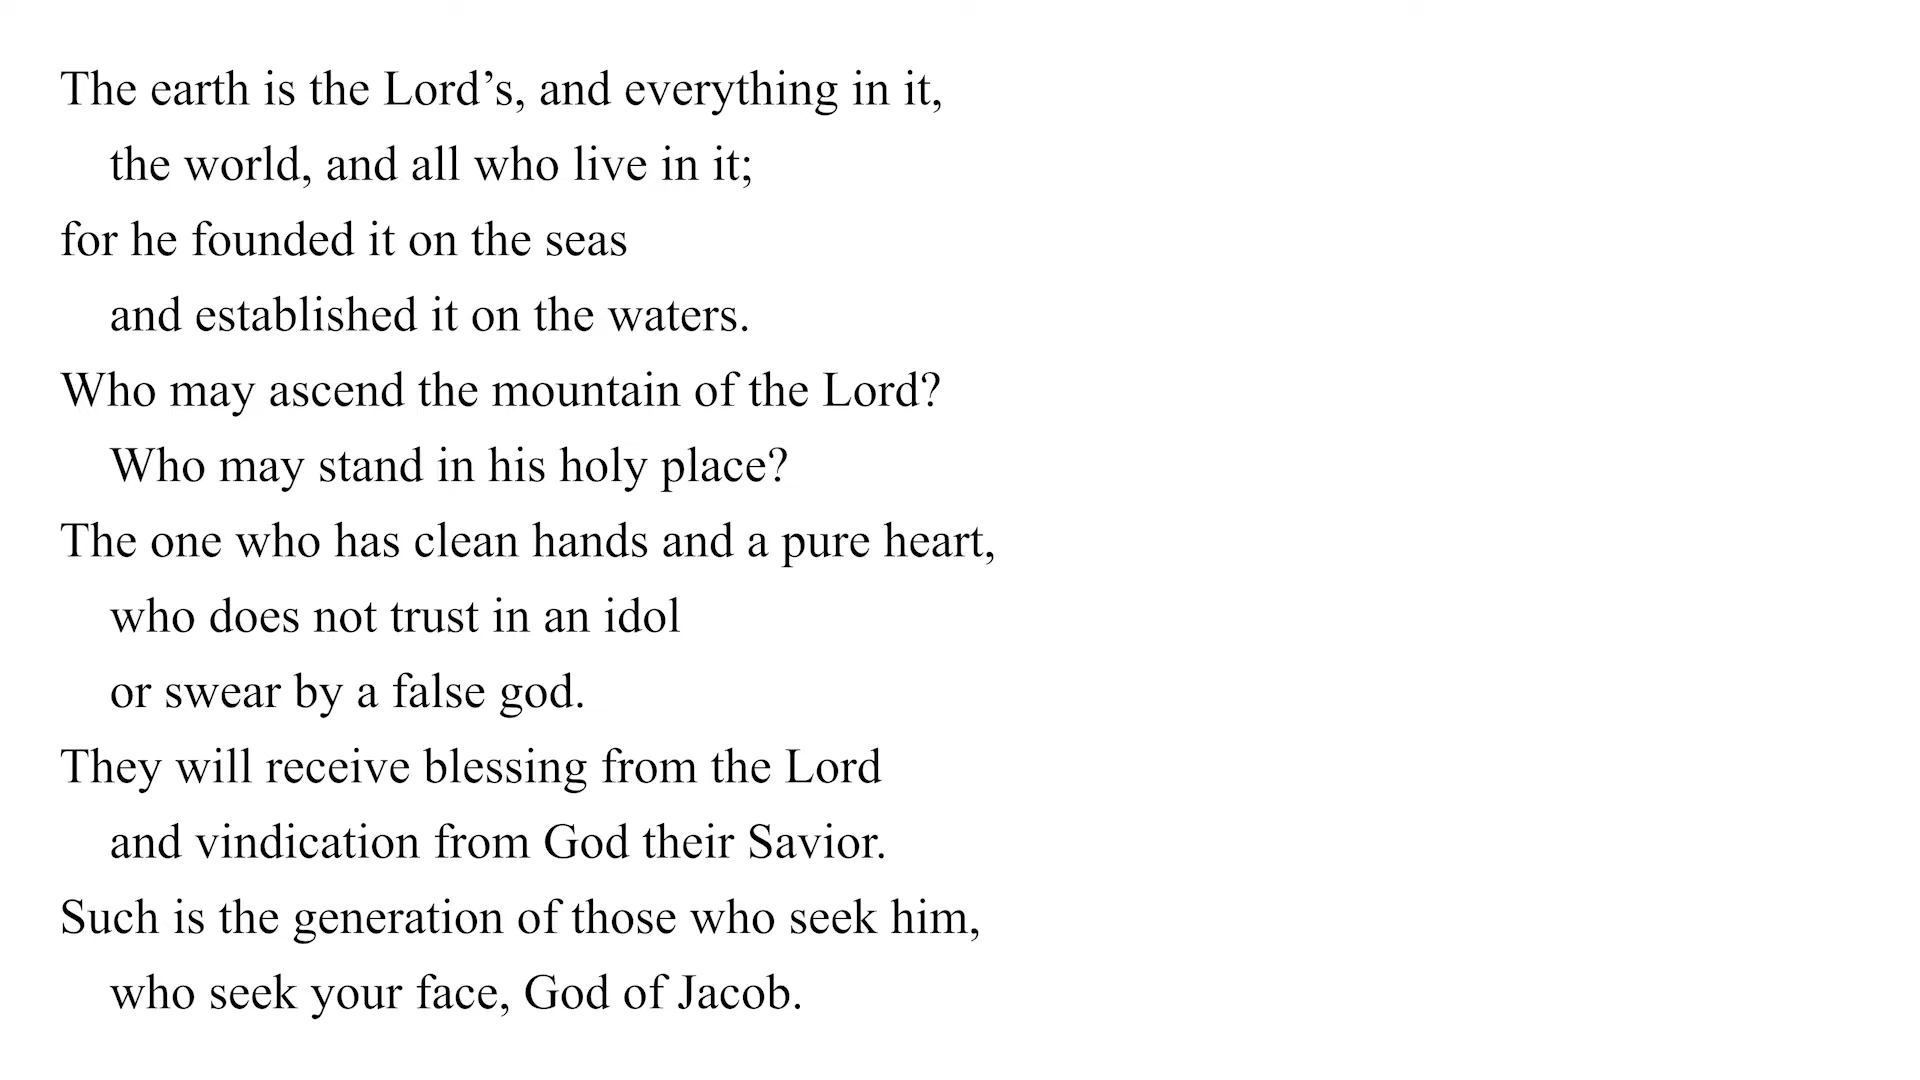 The earth is the Lord’s, and everything in it,
the world, and all who live in it;
for he founded it on the seas
and established it on the waters.
Who may ascend the mountain of the Lord?
Who may stand in his holy place?
The one who has clean hands and a pure heart,
who does not trust in an idol
or swear by a false god.
They will receive blessing from the Lord
and vindication from God their Savior.
Such is the generation of those who seek him,
who seek your face, God of Jacob.